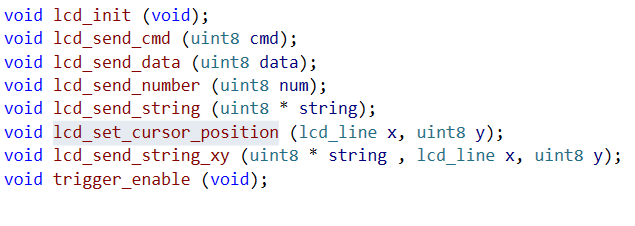 void lcd_init (void);
void lcd_send_cmd (uint8 cmd);
void lcd_send_data (uint8 data);
void lcd_send_number (uint8 num);
void lcd_send_string (uint8 * string);
void lcd_set_cursor_position (lcd_line x, uint8 y);
void lcd_send_string_xy (uint8 * string , lcd_line x, uint8 y);
void trigger_enable (void);